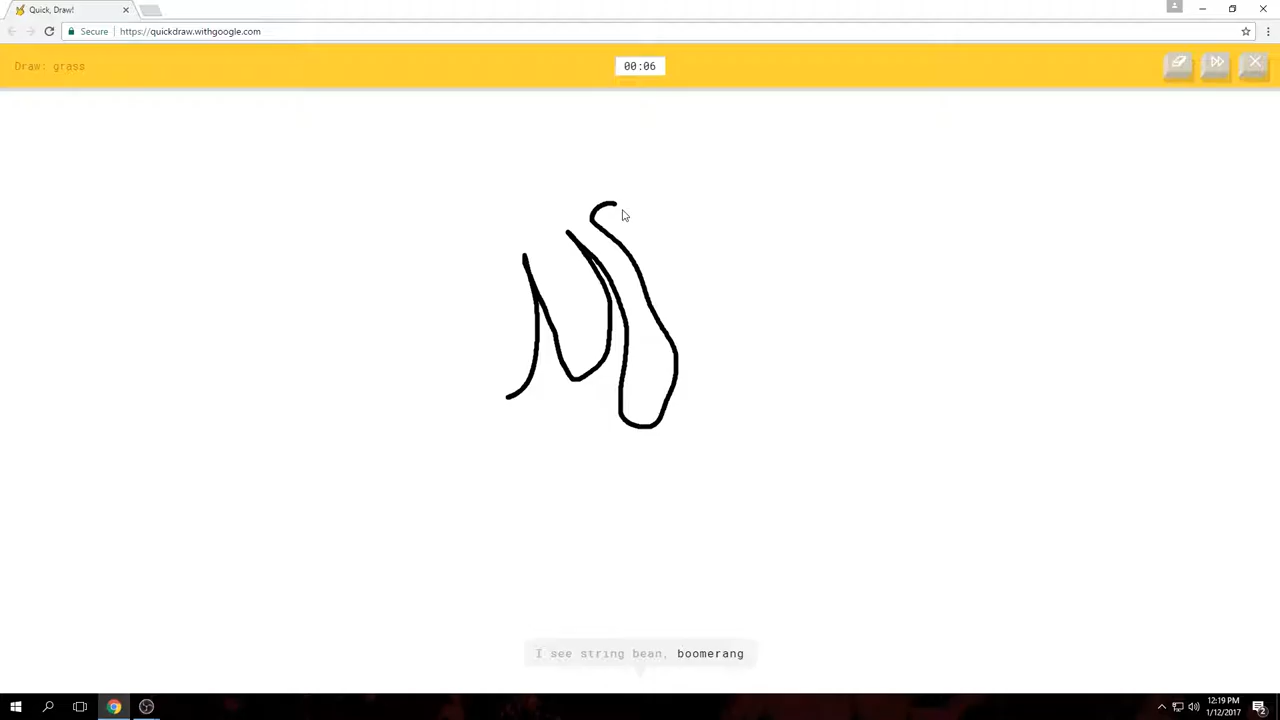 Quick, Draw!
Secure https://quickdraw.withgoogle.com
Draw: grass
00:06
I see string bean, boomerang
12:19 PM
1/12/2017
2